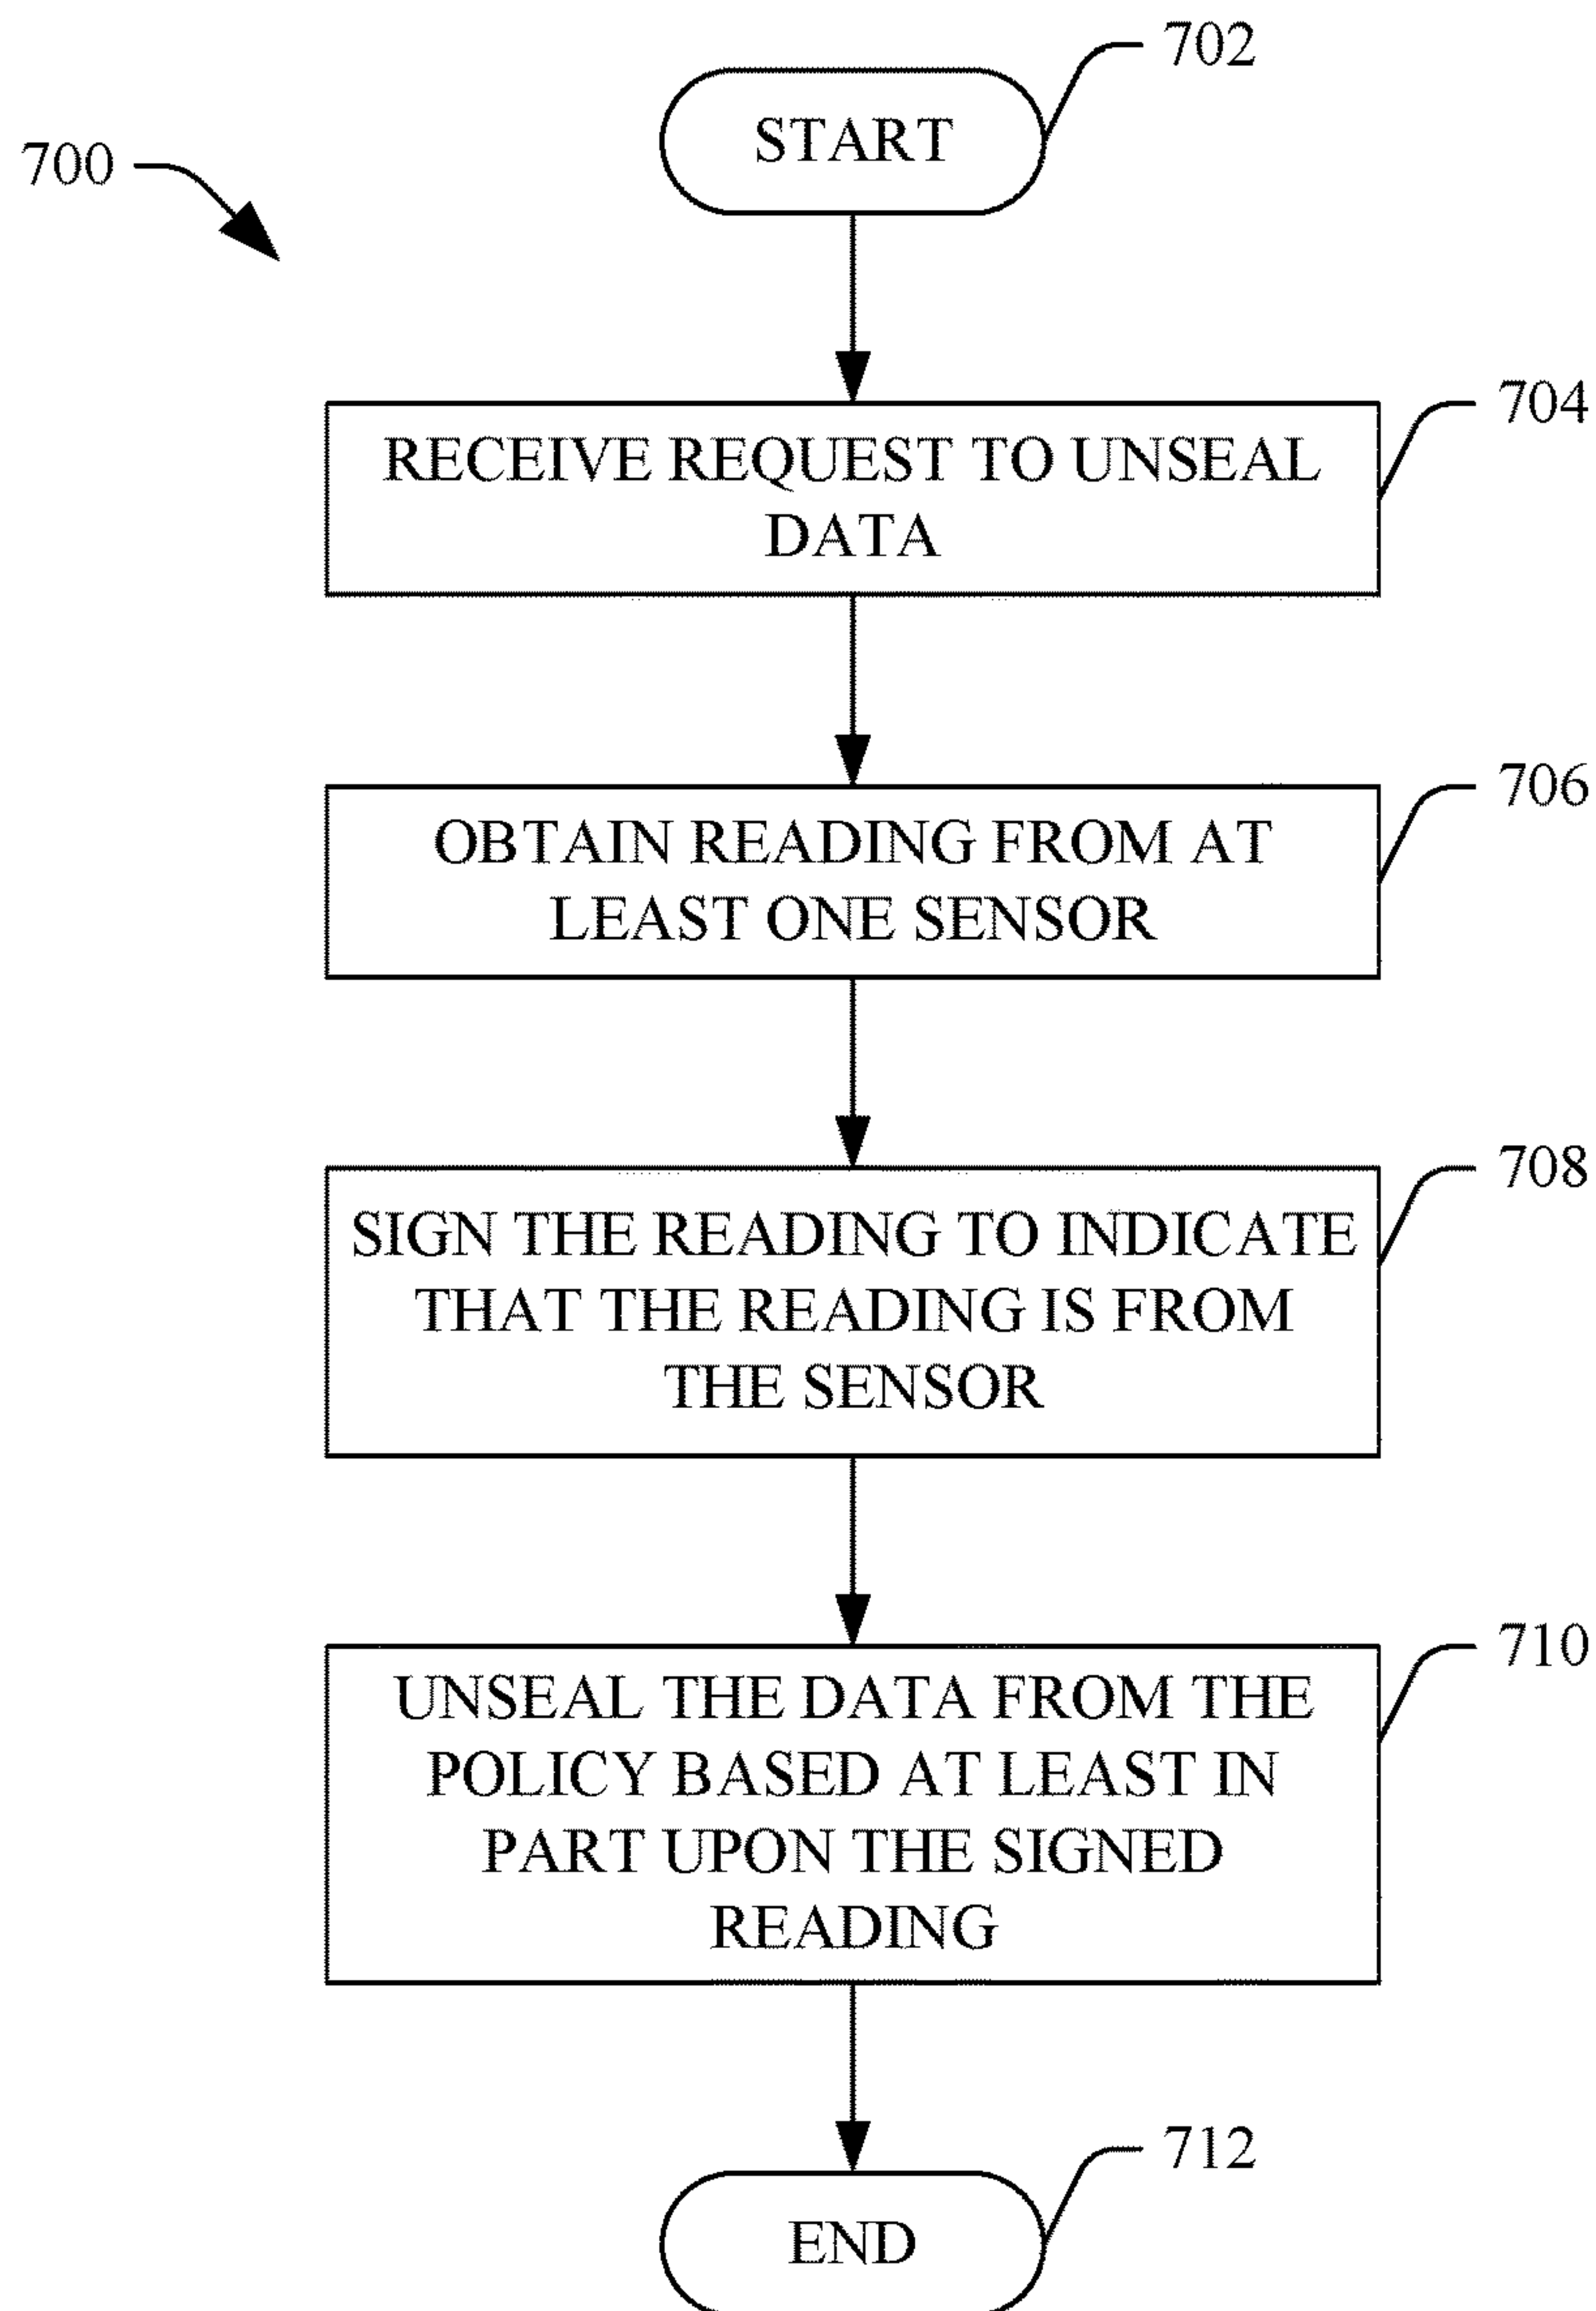 702
START
700
704
RECEIVE REQUEST TO UNSEAL
DATA
706
OBTAIN READING FROM AT
LEAST ONE SENSOR
708
SIGN THE READING TO INDICATE
THAT THE READING IS FROM
THE SENSOR
710
UNSEAL THE DATA FROM THE
POLICY BASED AT LEAST IN
PART UPON THE SIGNED
READING
712
END